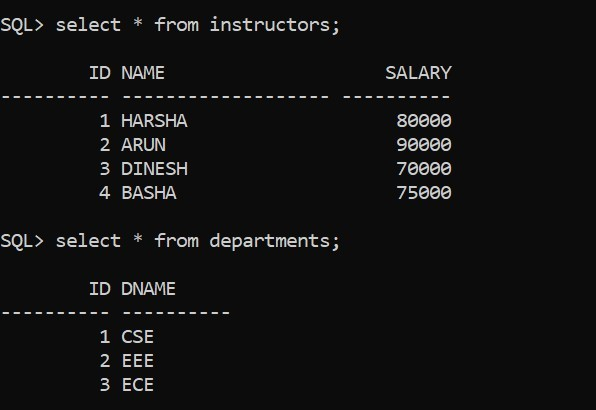 SQL> select * from instructors;
        ID NAME                    SALARY
---------- ------------------- ----------
         1 HARSHA                   80000
         2 ARUN                     90000
         3 DINESH                   70000
         4 BASHA                    75000
SQL> select * from departments;
        ID DNAME
---------- ----------
         1 CSE
         2 EEE
         3 ECE